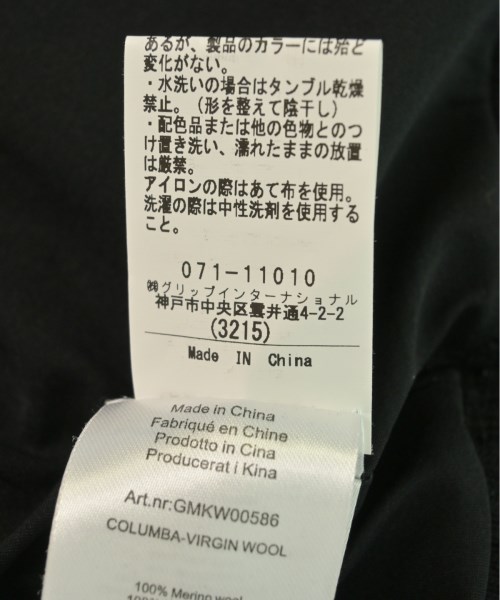 あるが、製品のカラーには殆ど
変化がない。
・水洗いの場合はタンブル乾燥
禁止。（形を整えて陰干し）
・配色品または他の色物とのつ
け置き洗い、濡れたままの放置
は厳禁。
アイロンの際はあて布を使用。
洗濯の際は中性洗剤を使用する
こと。
071-11010
㈱グリップインターナショナル
神戸市中央区雲井通4-2-2
(3215)
Made IN China
Made in China
Fabriqué en Chine
Prodotto in Cina
Producerat i Kina
Art.nr:GMKW00586
COLUMBA-VIRGIN WOOL
100% Merino wool
100%